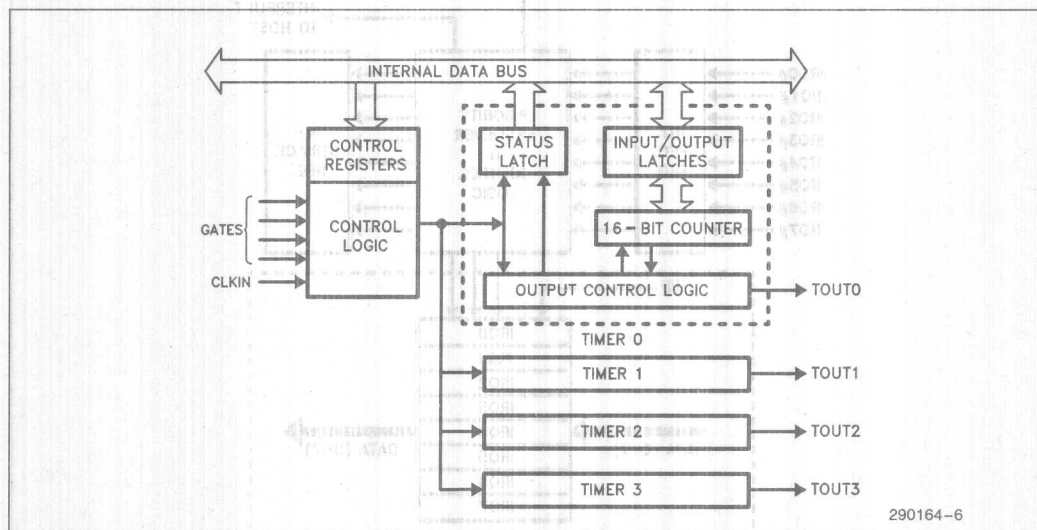 INTERNAL DATA BUS
CONTROL
REGISTERS
STATUS
LATCH
INPUT/OUTPUT
LATCHES
GATES
CONTROL
LOGIC
16-BIT COUNTER
CLKIN
OUTPUT CONTROL LOGIC
TOUT0
TIMER 0
TIMER 1
TOUT1
TIMER 2
TOUT2
TIMER 3
TOUT3
290164-6